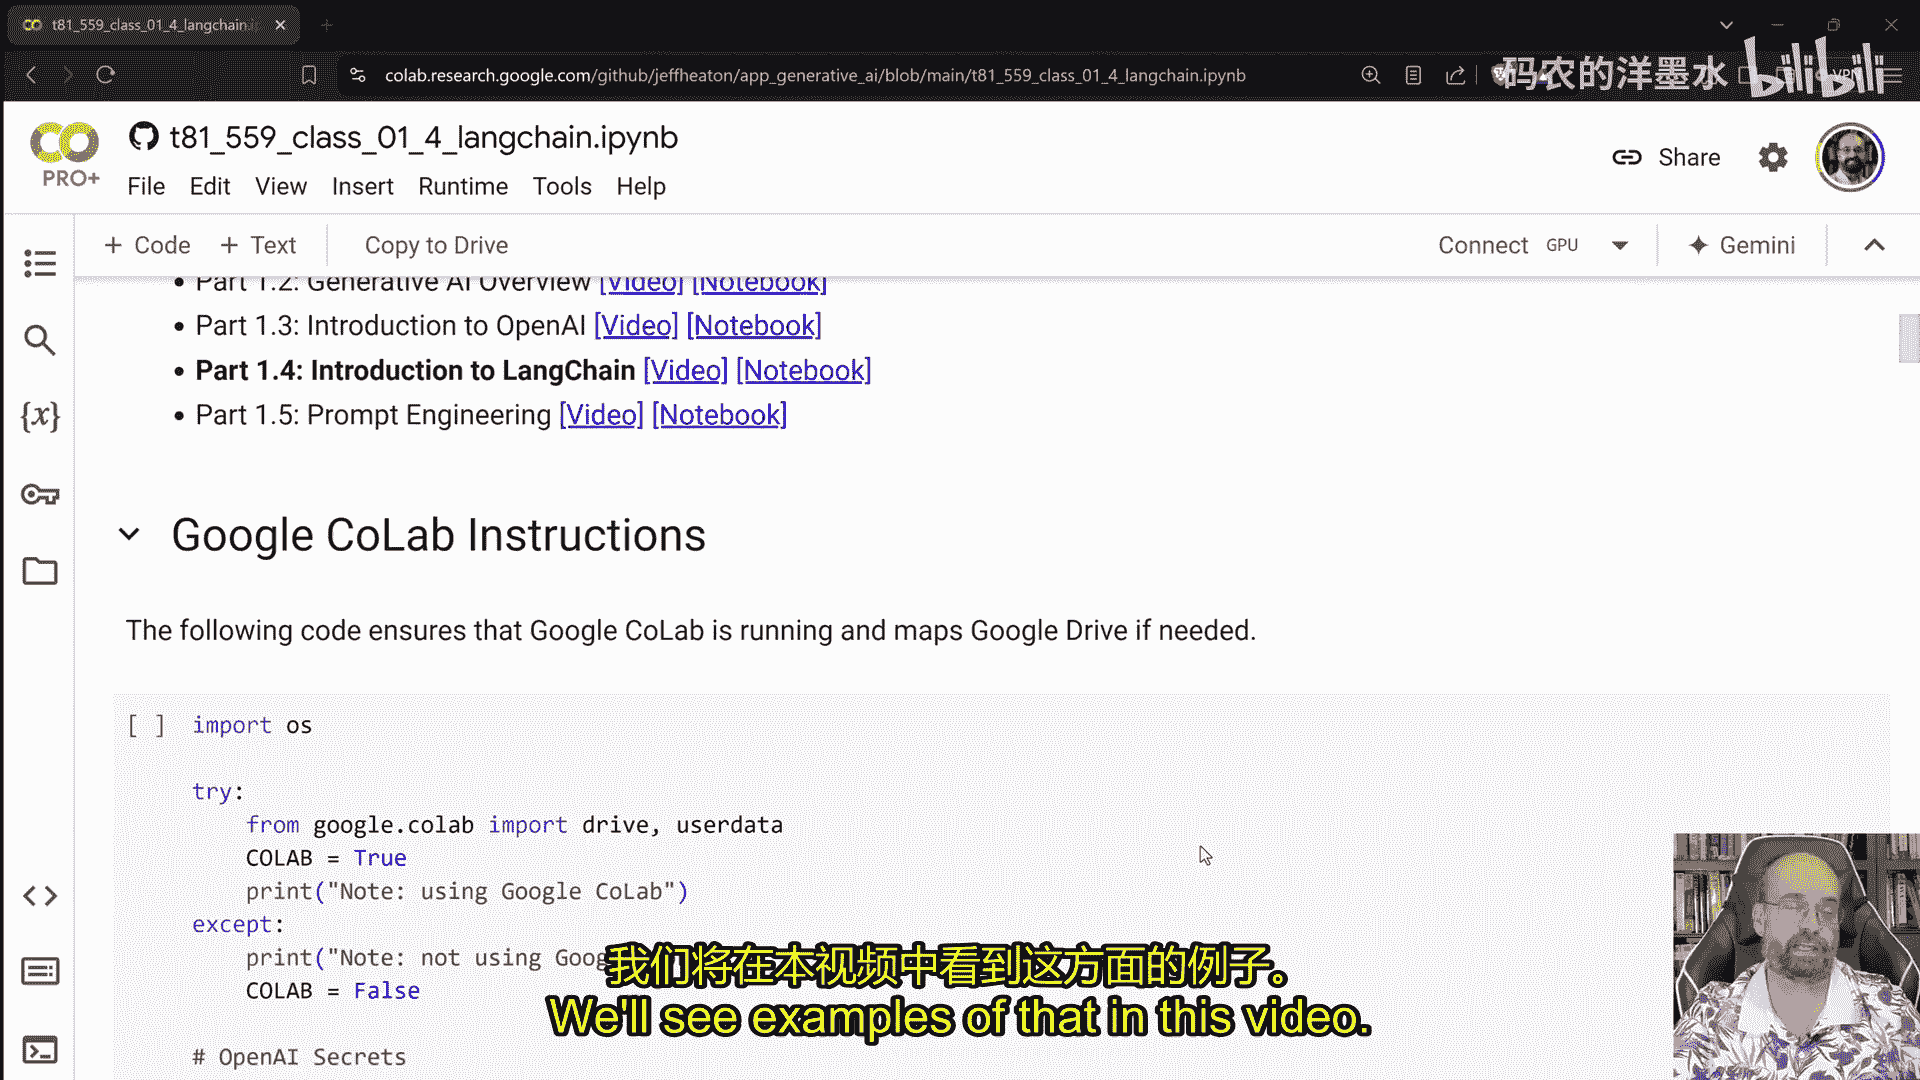 t81_559_class_01_4_langchain.i
colab.research.google.com/github/jeffheaton/app_generative_ai/blob/main/t81_559_class_01_4_langchain.ipynb
VPN
码农的洋墨水 bilibili
PRO+
t81_559_class_01_4_langchain.ipynb
File Edit View Insert Runtime Tools Help
Share
+ Code + Text Copy to Drive
Connect GPU Gemini
• Part 1.2: Generative AI Overview [Video] [Notebook]
• Part 1.3: Introduction to OpenAI [Video] [Notebook]
• Part 1.4: Introduction to LangChain [Video] [Notebook]
• Part 1.5: Prompt Engineering [Video] [Notebook]
{x}
Google CoLab Instructions
The following code ensures that Google CoLab is running and maps Google Drive if needed.
[ ] import os
try:
from google.colab import drive, userdata
COLAB = True
print("Note: using Google CoLab")
except:
print("Note: not using Goog
COLAB = False
# OpenAI Secrets
我们将在本视频中看到这方面的例子。
We'll see examples of that in this video.